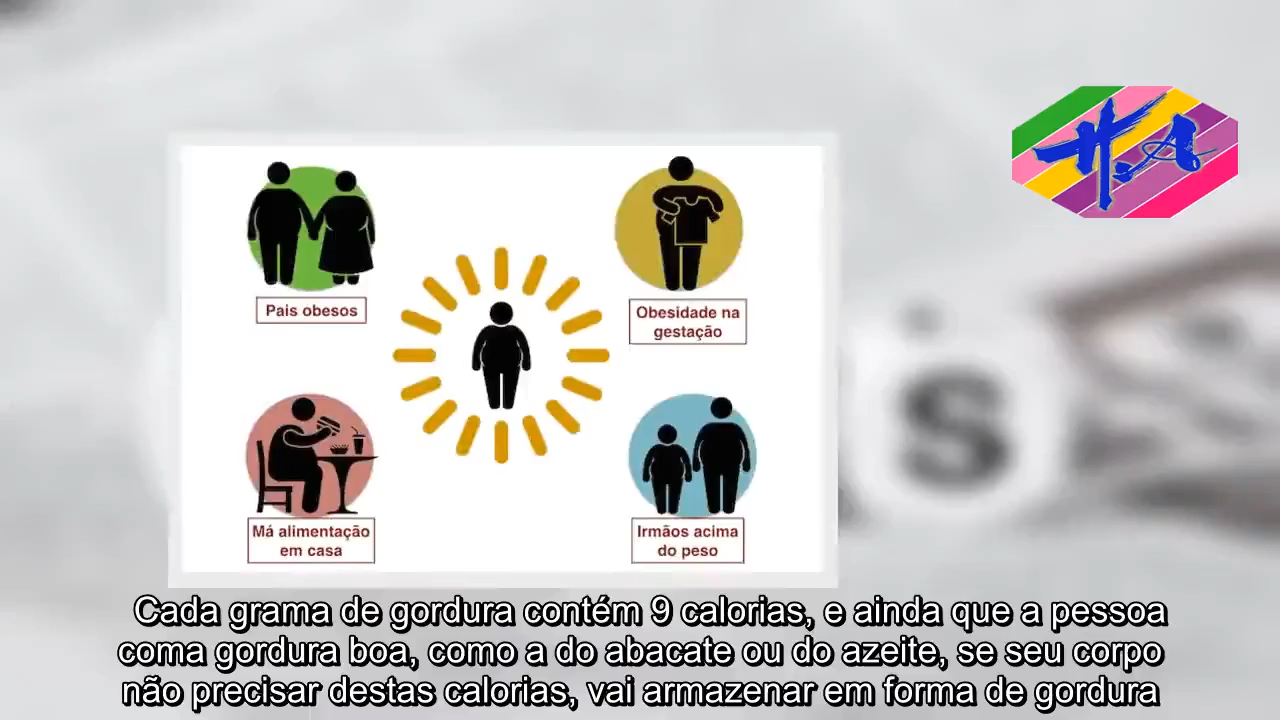 H.A
Pais obesos
Obesidade na
gestação
S
Má alimentação
em casa
Irmãos acima
do peso
Cada grama de gordura contém 9 calorias, e ainda que a pessoa
coma gordura boa, como a do abacate ou do azeite, se seu corpo
não precisar destas calorias, vai armazenar em forma de gordura